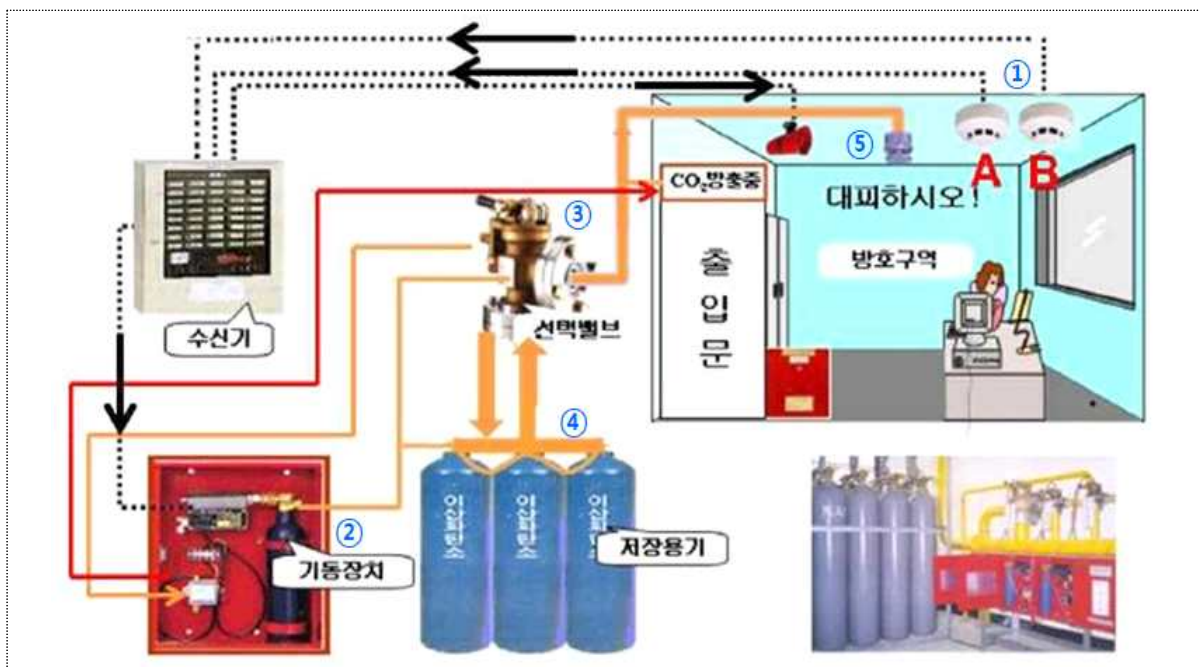 ①
A B
⑤
CO₂방출중
대피하시오!
③
방호구역
출입문
선택밸브
수신기
④
②
기동장치
이산화탄소
이산화탄소
이산화탄소
저장용기